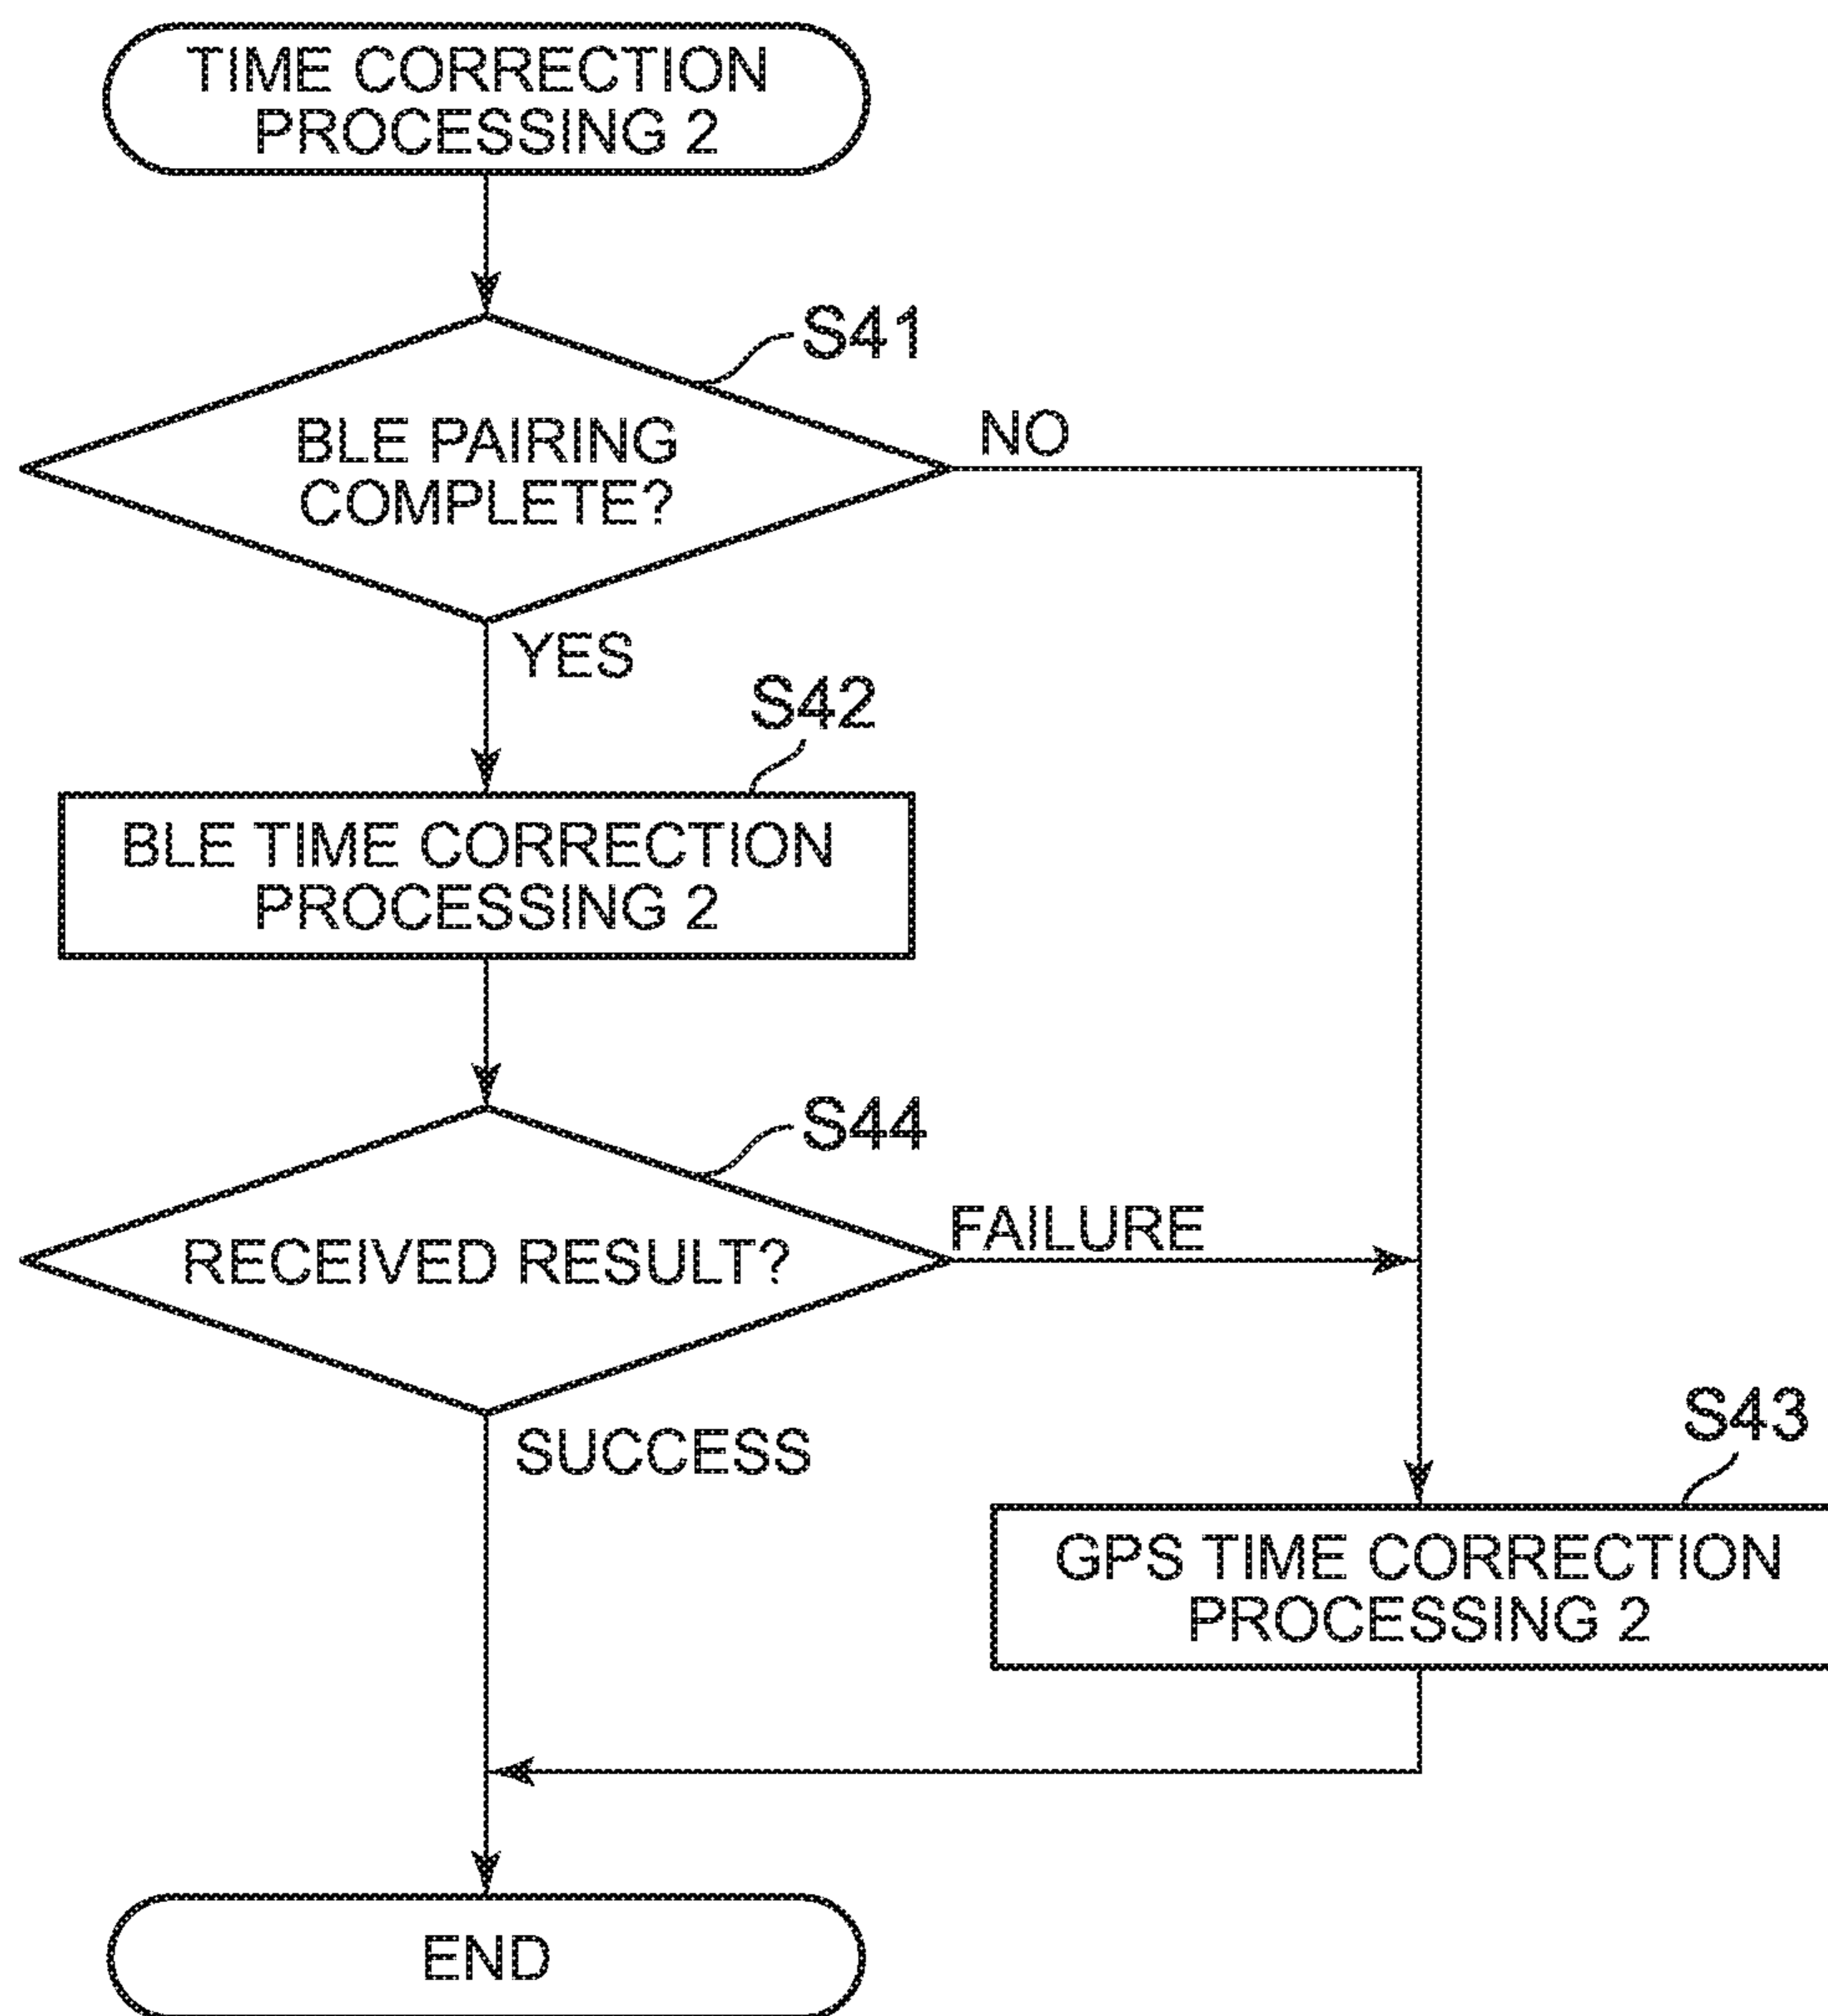 TIME CORRECTION
PROCESSING 2
S41
BLE PAIRING
COMPLETE?
NO
YES
S42
BLE TIME CORRECTION
PROCESSING 2
S44
RECEIVED RESULT?
FAILURE
SUCCESS
S43
GPS TIME CORRECTION
PROCESSING 2
END